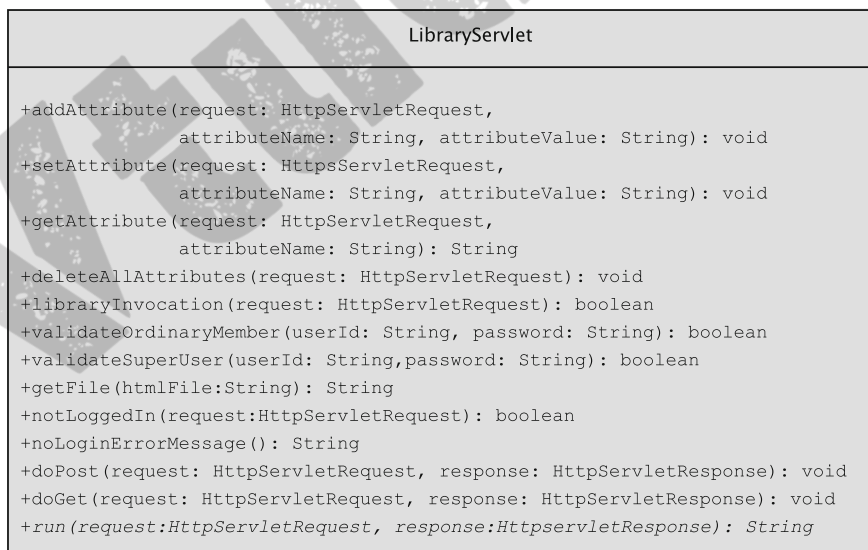 LibraryServlet
+addAttribute(request: HttpServletRequest,
attributeName: String, attributeValue: String): void
+setAttribute(request: HttpsServletRequest,
attributeName: String, attributeValue: String): void
+getAttribute(request: HttpServletRequest,
attributeName: String): String
+deleteAllAttributes(request: HttpServletRequest): void
+libraryInvocation(request: HttpServletRequest): boolean
+validateOrdinaryMember(userId: String, password: String): boolean
+validateSuperUser(userId: String,password: String): boolean
+getFile(htmlFile:String): String
+notLoggedIn(request:HttpServletRequest): boolean
+noLoginErrorMessage(): String
+doPost(request: HttpServletRequest, response: HttpServletResponse): void
+doGet(request: HttpServletRequest, response: HttpServletResponse): void
+run(request:HttpServletRequest, response:HttpservletResponse): String